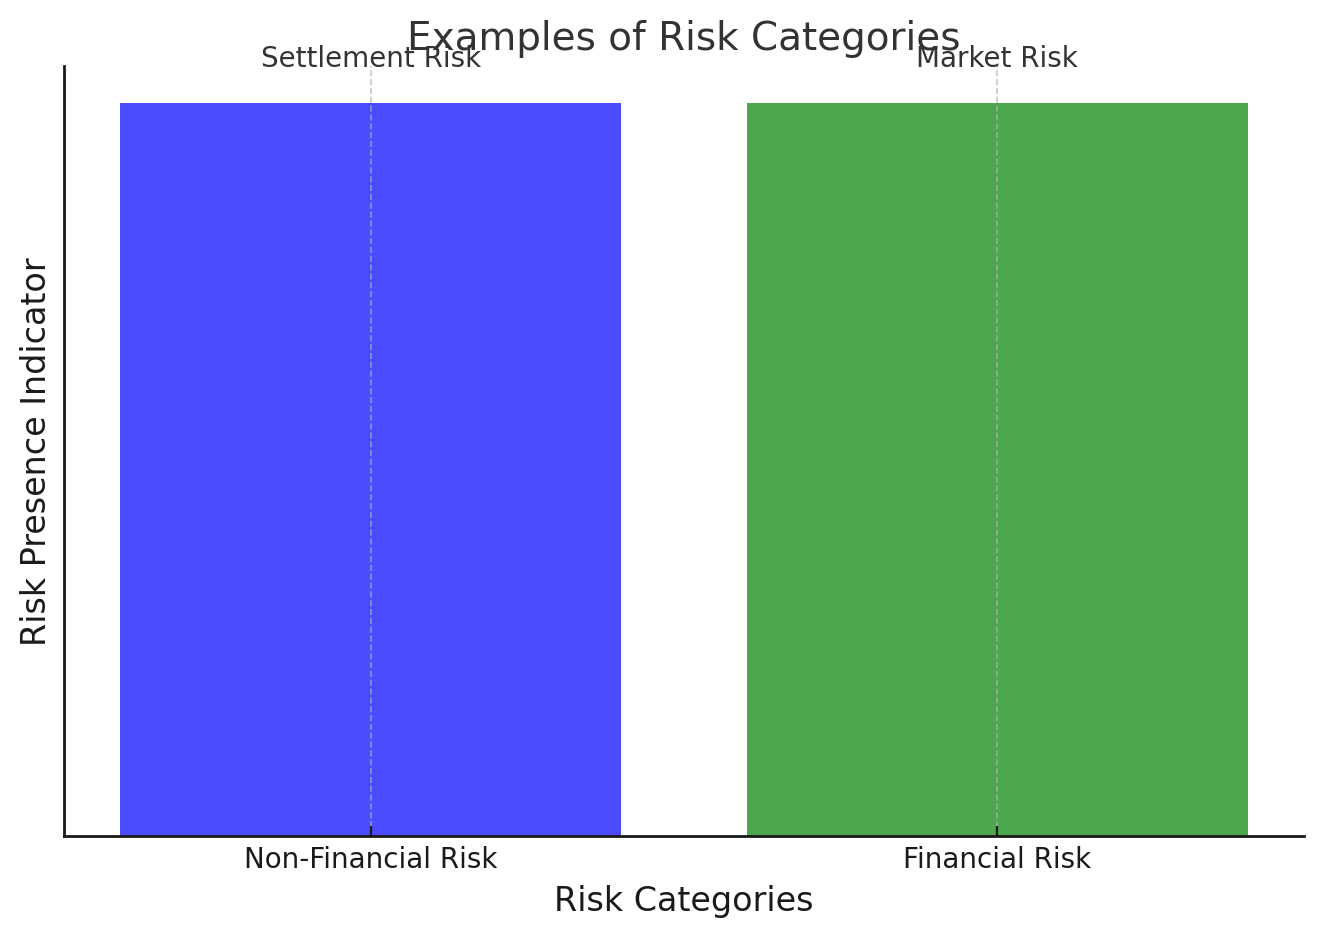 Examples of Risk Categories
Settlement Risk
Market Risk
Risk Presence Indicator
Non-Financial Risk
Financial Risk
Risk Categories